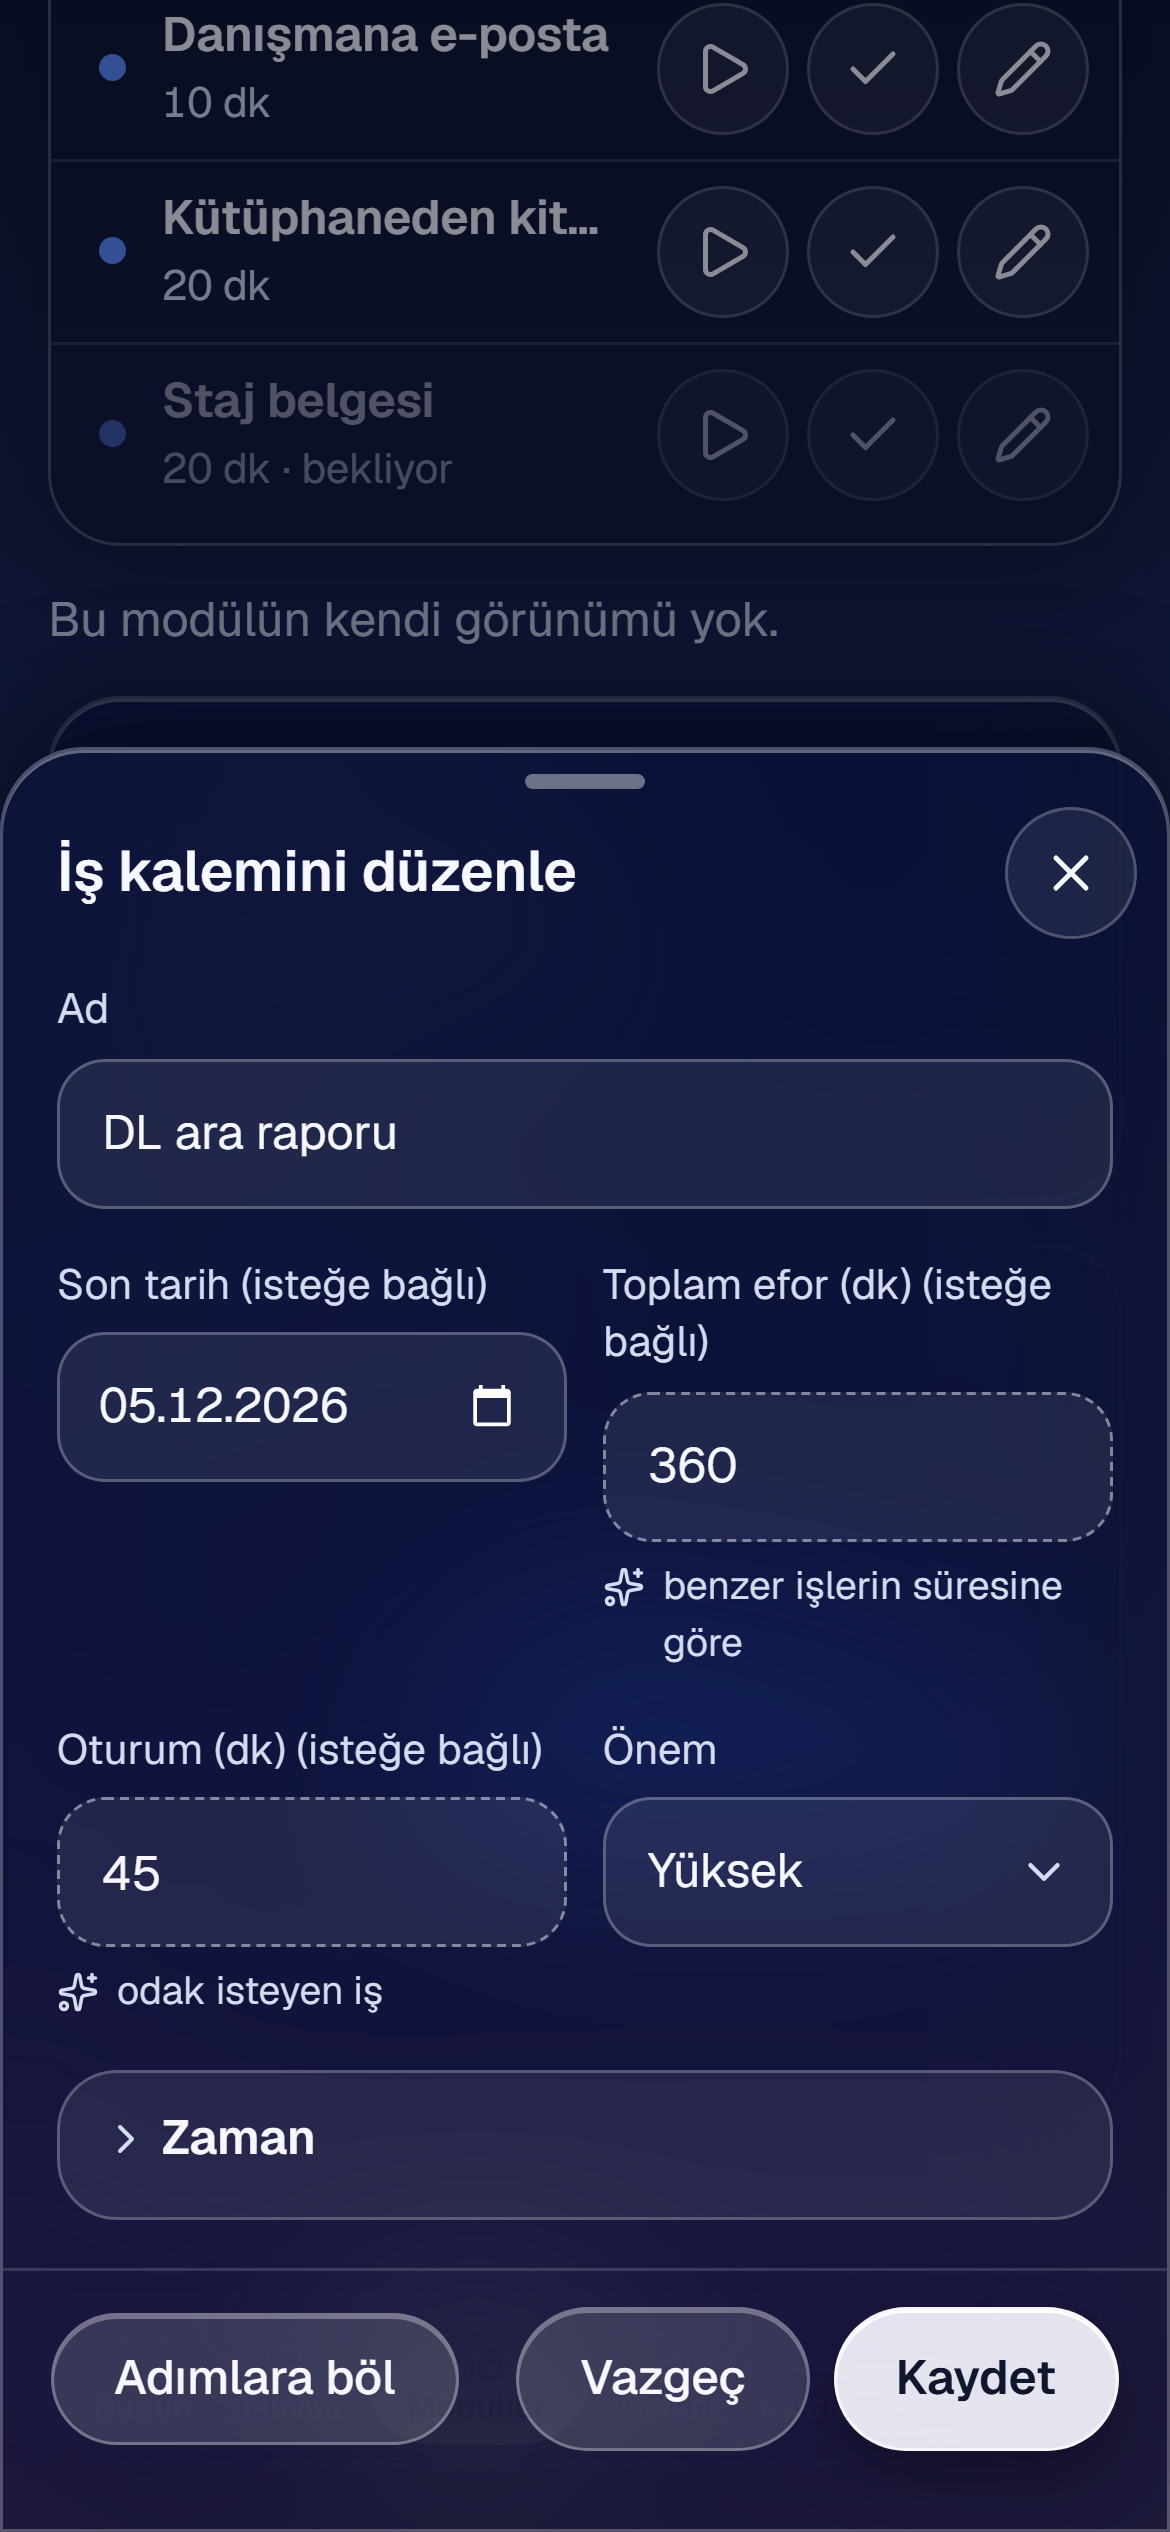 Danışmana e-posta
10 dk
Kütüphaneden kit...
20 dk
Staj belgesi
20 dk · bekliyor
Bu modülün kendi görünümü yok.
İş kalemini düzenle
Ad
DL ara raporu
Son tarih (isteğe bağlı)
05.12.2026
Toplam efor (dk) (isteğe
bağlı)
360
benzer işlerin süresine
göre
Oturum (dk) (isteğe bağlı)
45
odak isteyen iş
Önem
Yüksek
Zaman
Adımlara böl
Vazgeç
Kaydet